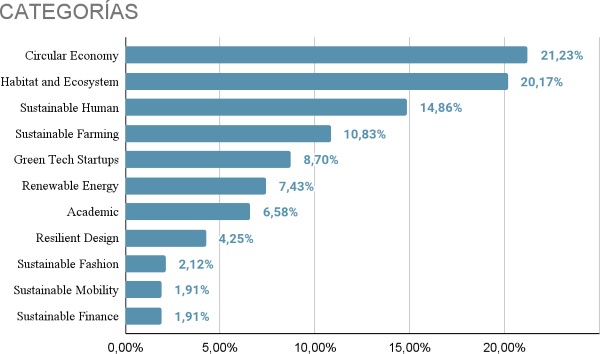 CATEGORÍAS
Circular Economy 21,23%
Habitat and Ecosystem 20,17%
Sustainable Human 14,86%
Sustainable Farming 10,83%
Green Tech Startups 8,70%
Renewable Energy 7,43%
Academic 6,58%
Resilient Design 4,25%
Sustainable Fashion 2,12%
Sustainable Mobility 1,91%
Sustainable Finance 1,91%
0,00% 5,00% 10,00% 15,00% 20,00%